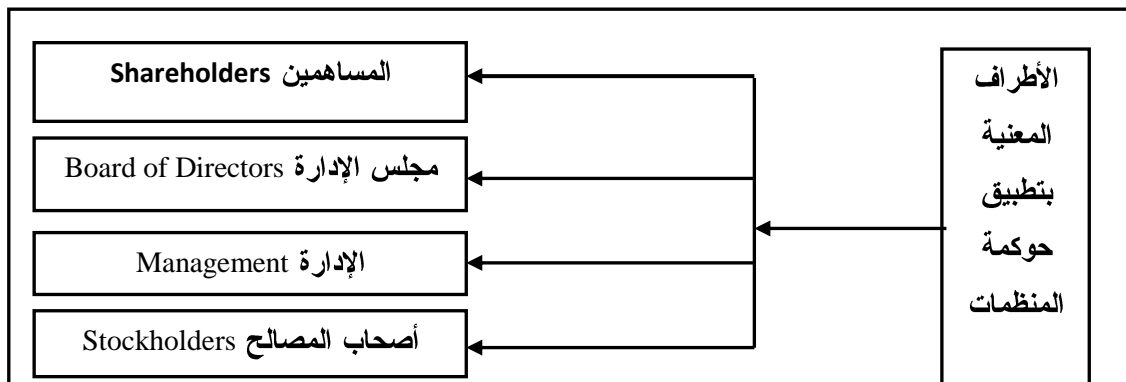 الأطراف
المعنية
بتطبيق
حوكمة
المنظمات
المساهمين Shareholders
مجلس الإدارة Board of Directors
الإدارة Management
أصحاب المصالح Stockholders